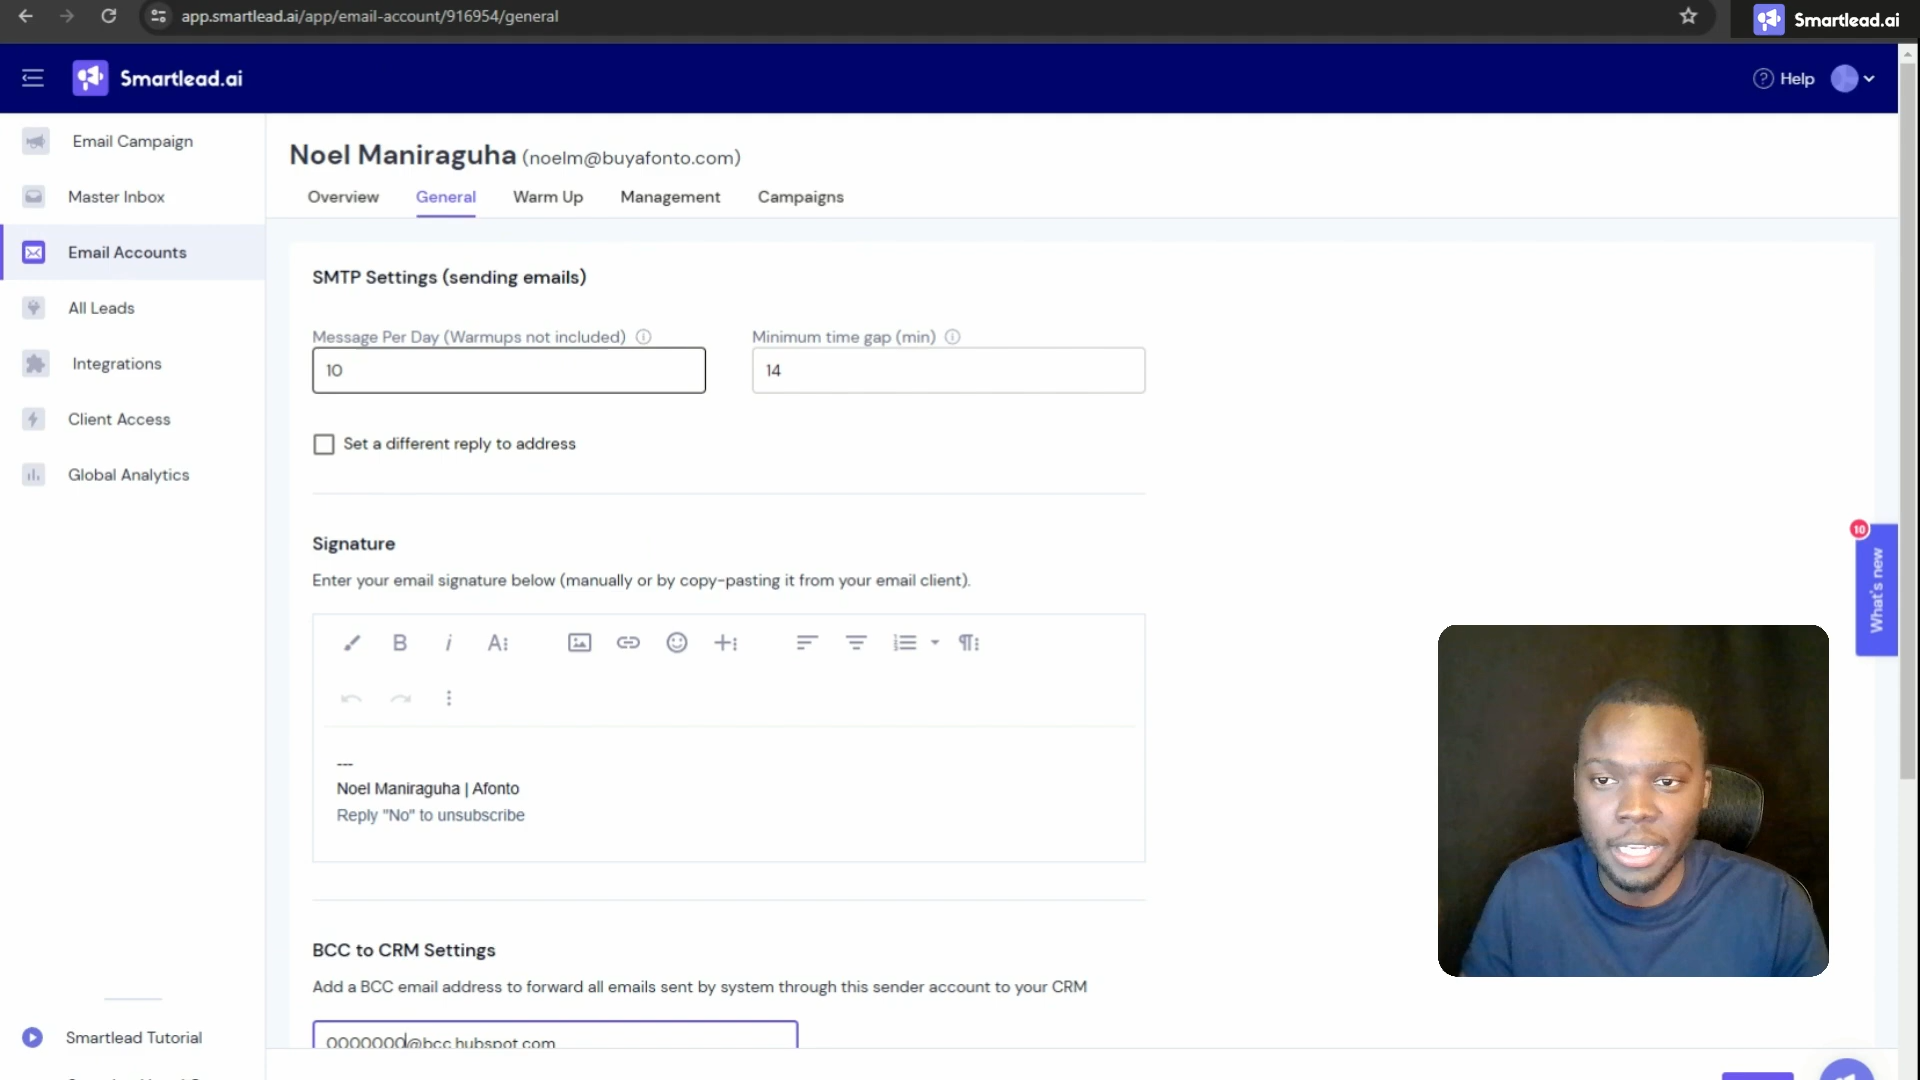 app.smartlead.ai/app/email-account/916954/general
Smartlead.ai
Smartlead.ai
Help
Email Campaign
Master Inbox
Email Accounts
All Leads
Integrations
Client Access
Global Analytics
Smartlead Tutorial
Noel Maniraguha (noelm@buyafonto.com)
Overview General Warm Up Management Campaigns
SMTP Settings (sending emails)
Message Per Day (Warmups not included) Minimum time gap (min)
10 14
Set a different reply to address
Signature
Enter your email signature below (manually or by copy-pasting it from your email client).
---
Noel Maniraguha | Afonto
Reply "No" to unsubscribe
BCC to CRM Settings
Add a BCC email address to forward all emails sent by system through this sender account to your CRM
0000000@bcc.hubspot.com
10
What's new